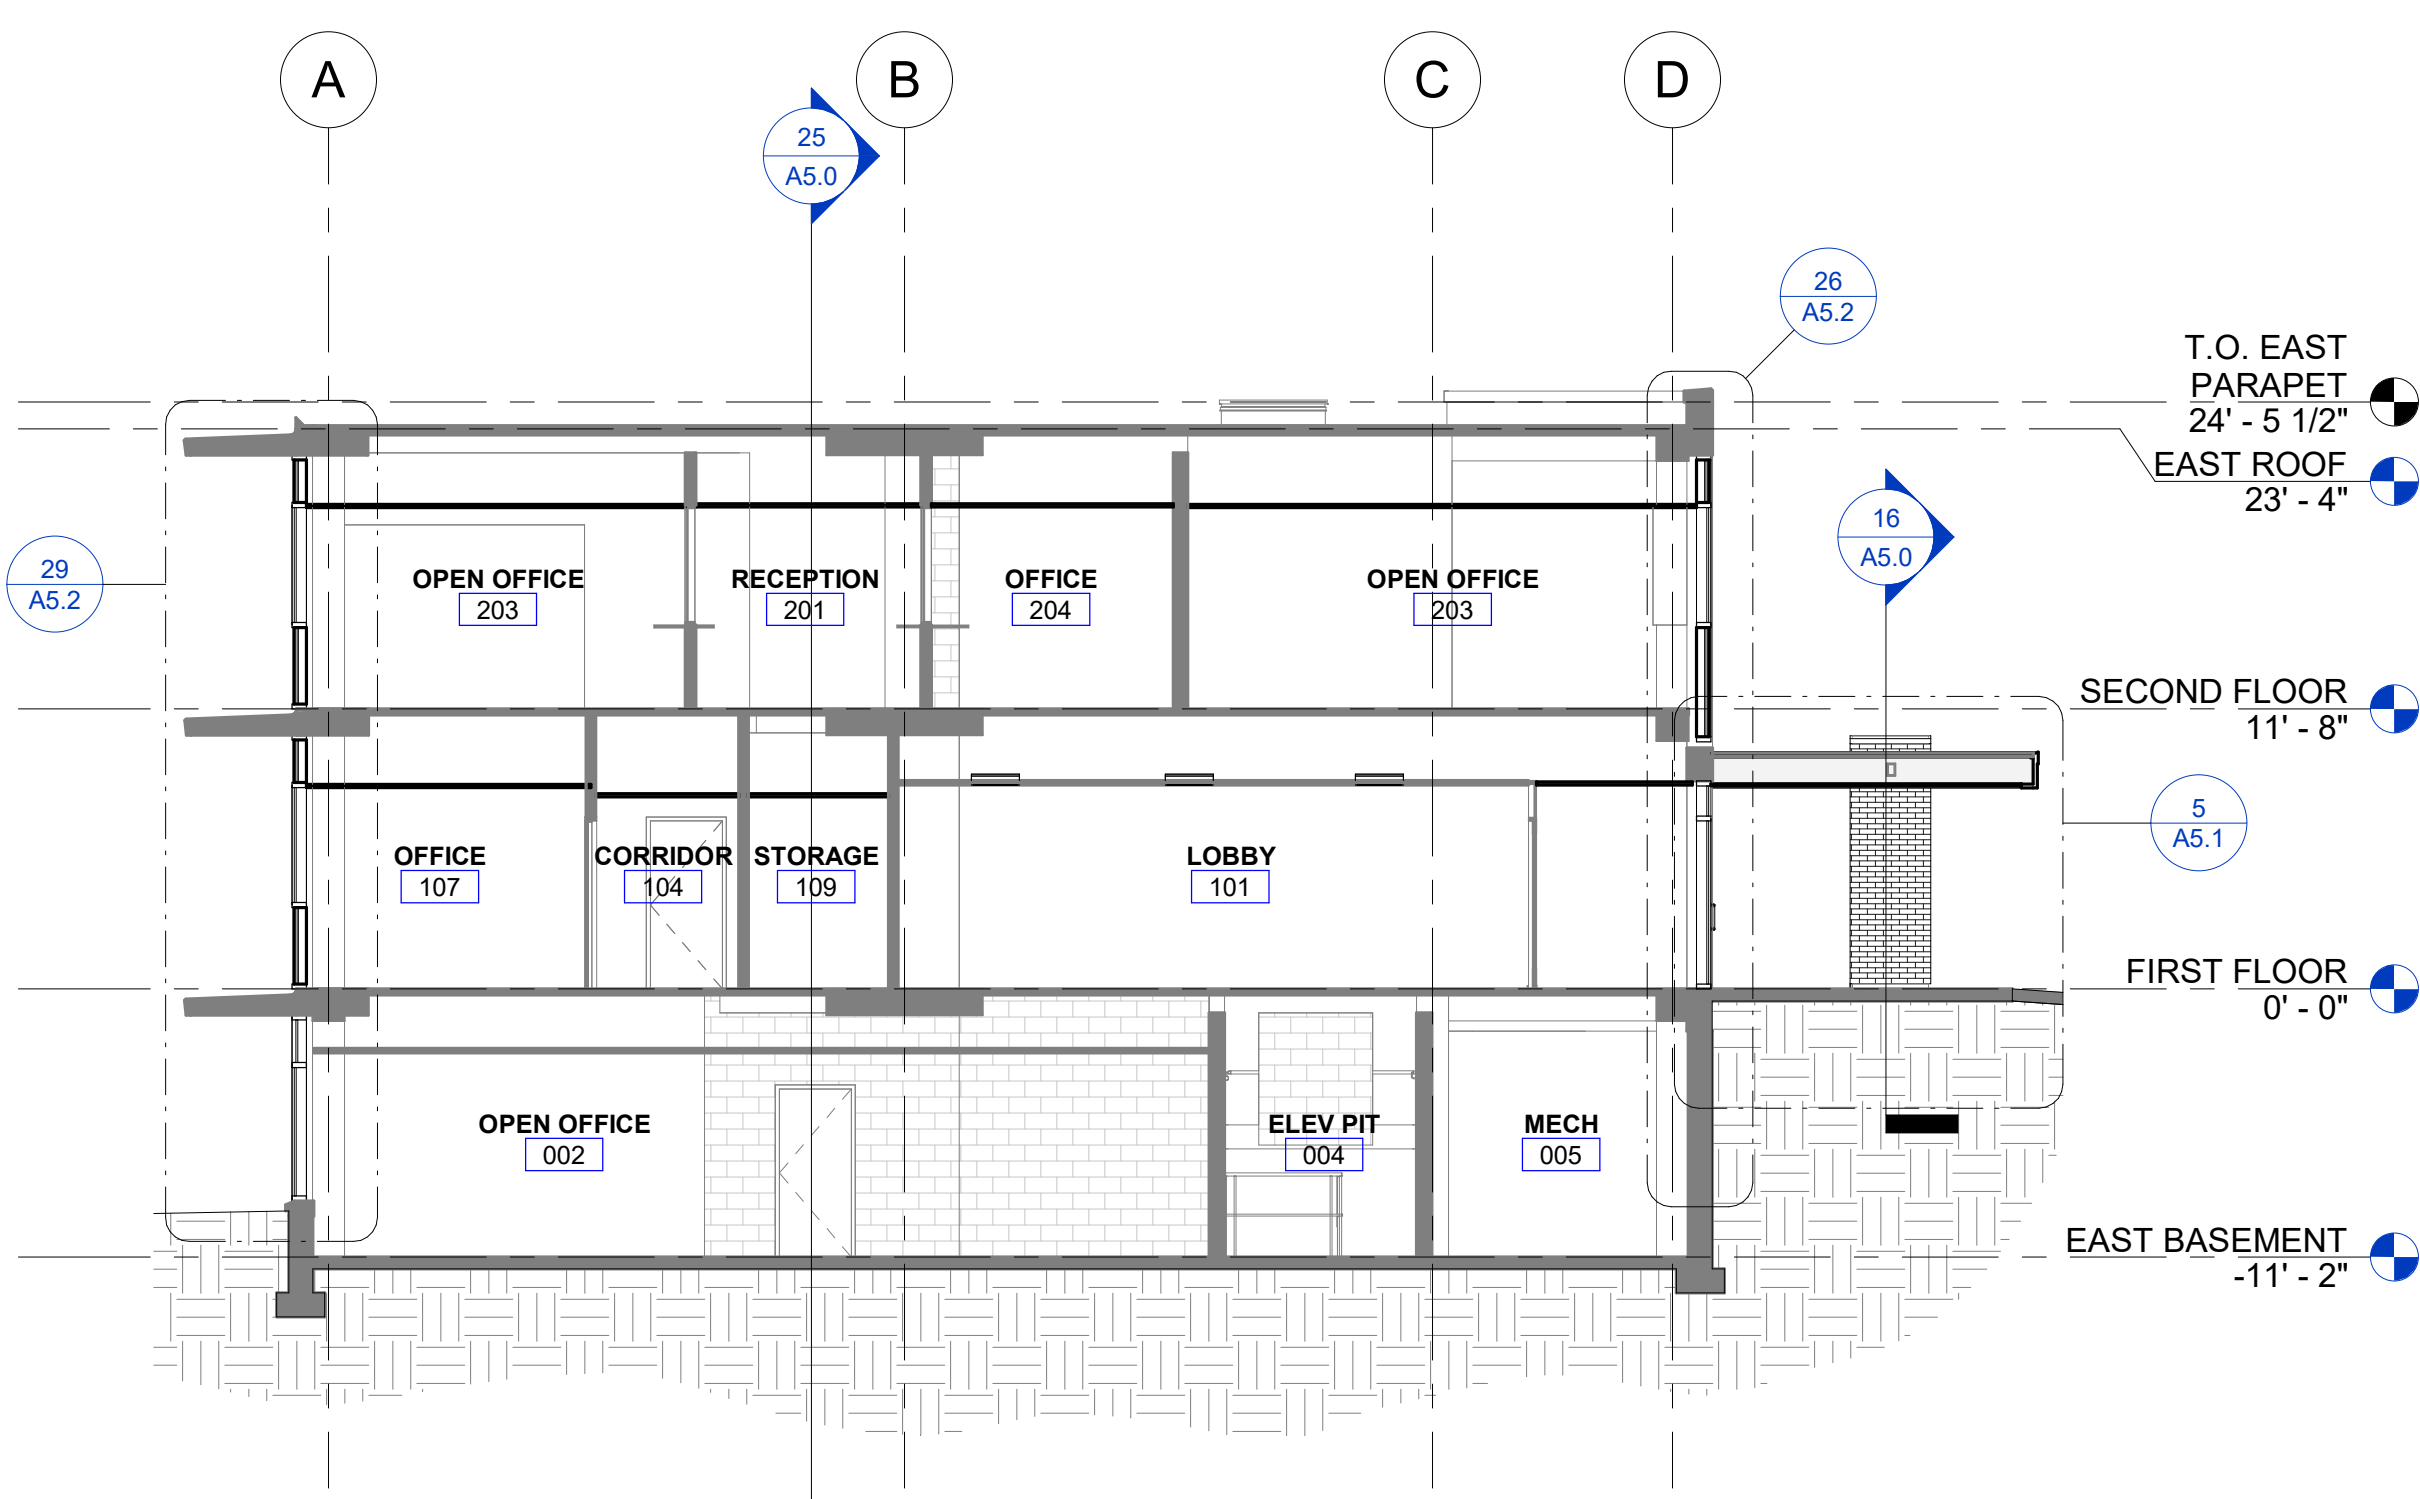 A
B
C
D
25
A5.0
26
A5.2
T.O. EAST
PARAPET
24' - 5 1/2"
EAST ROOF
23' - 4"
16
A5.0
29
A5.2
OPEN OFFICE
203
RECEPTION
201
OFFICE
204
OPEN OFFICE
203
SECOND FLOOR
11' - 8"
5
A5.1
OFFICE
107
CORRIDOR
104
STORAGE
109
LOBBY
101
FIRST FLOOR
0' - 0"
OPEN OFFICE
002
ELEV PIT
004
MECH
005
EAST BASEMENT
-11' - 2"